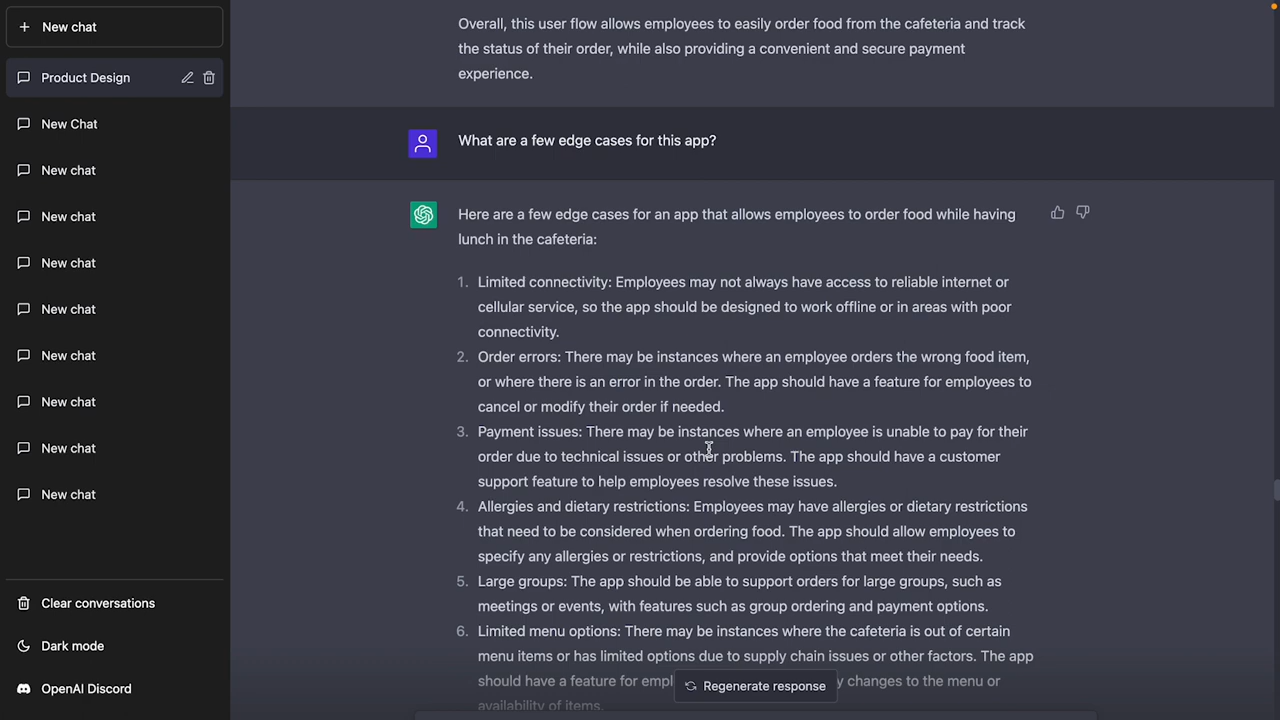 New chat
Product Design
New Chat
New chat
New chat
New chat
New chat
New chat
New chat
New chat
New chat
Clear conversations
Dark mode
OpenAI Discord
Overall, this user flow allows employees to easily order food from the cafeteria and track
the status of their order, while also providing a convenient and secure payment
experience.
What are a few edge cases for this app?
Here are a few edge cases for an app that allows employees to order food while having
lunch in the cafeteria:
1. Limited connectivity: Employees may not always have access to reliable internet or
cellular service, so the app should be designed to work offline or in areas with poor
connectivity.
2. Order errors: There may be instances where an employee orders the wrong food item,
or where there is an error in the order. The app should have a feature for employees to
cancel or modify their order if needed.
3. Payment issues: There may be instances where an employee is unable to pay for their
order due to technical issues or other problems. The app should have a customer
support feature to help employees resolve these issues.
4. Allergies and dietary restrictions: Employees may have allergies or dietary restrictions
that need to be considered when ordering food. The app should allow employees to
specify any allergies or restrictions, and provide options that meet their needs.
5. Large groups: The app should be able to support orders for large groups, such as
meetings or events, with features such as group ordering and payment options.
6. Limited menu options: There may be instances where the cafeteria is out of certain
menu items or has limited options due to supply chain issues or other factors. The app
should have a feature for empl y changes to the menu or
availability of items.
Regenerate response